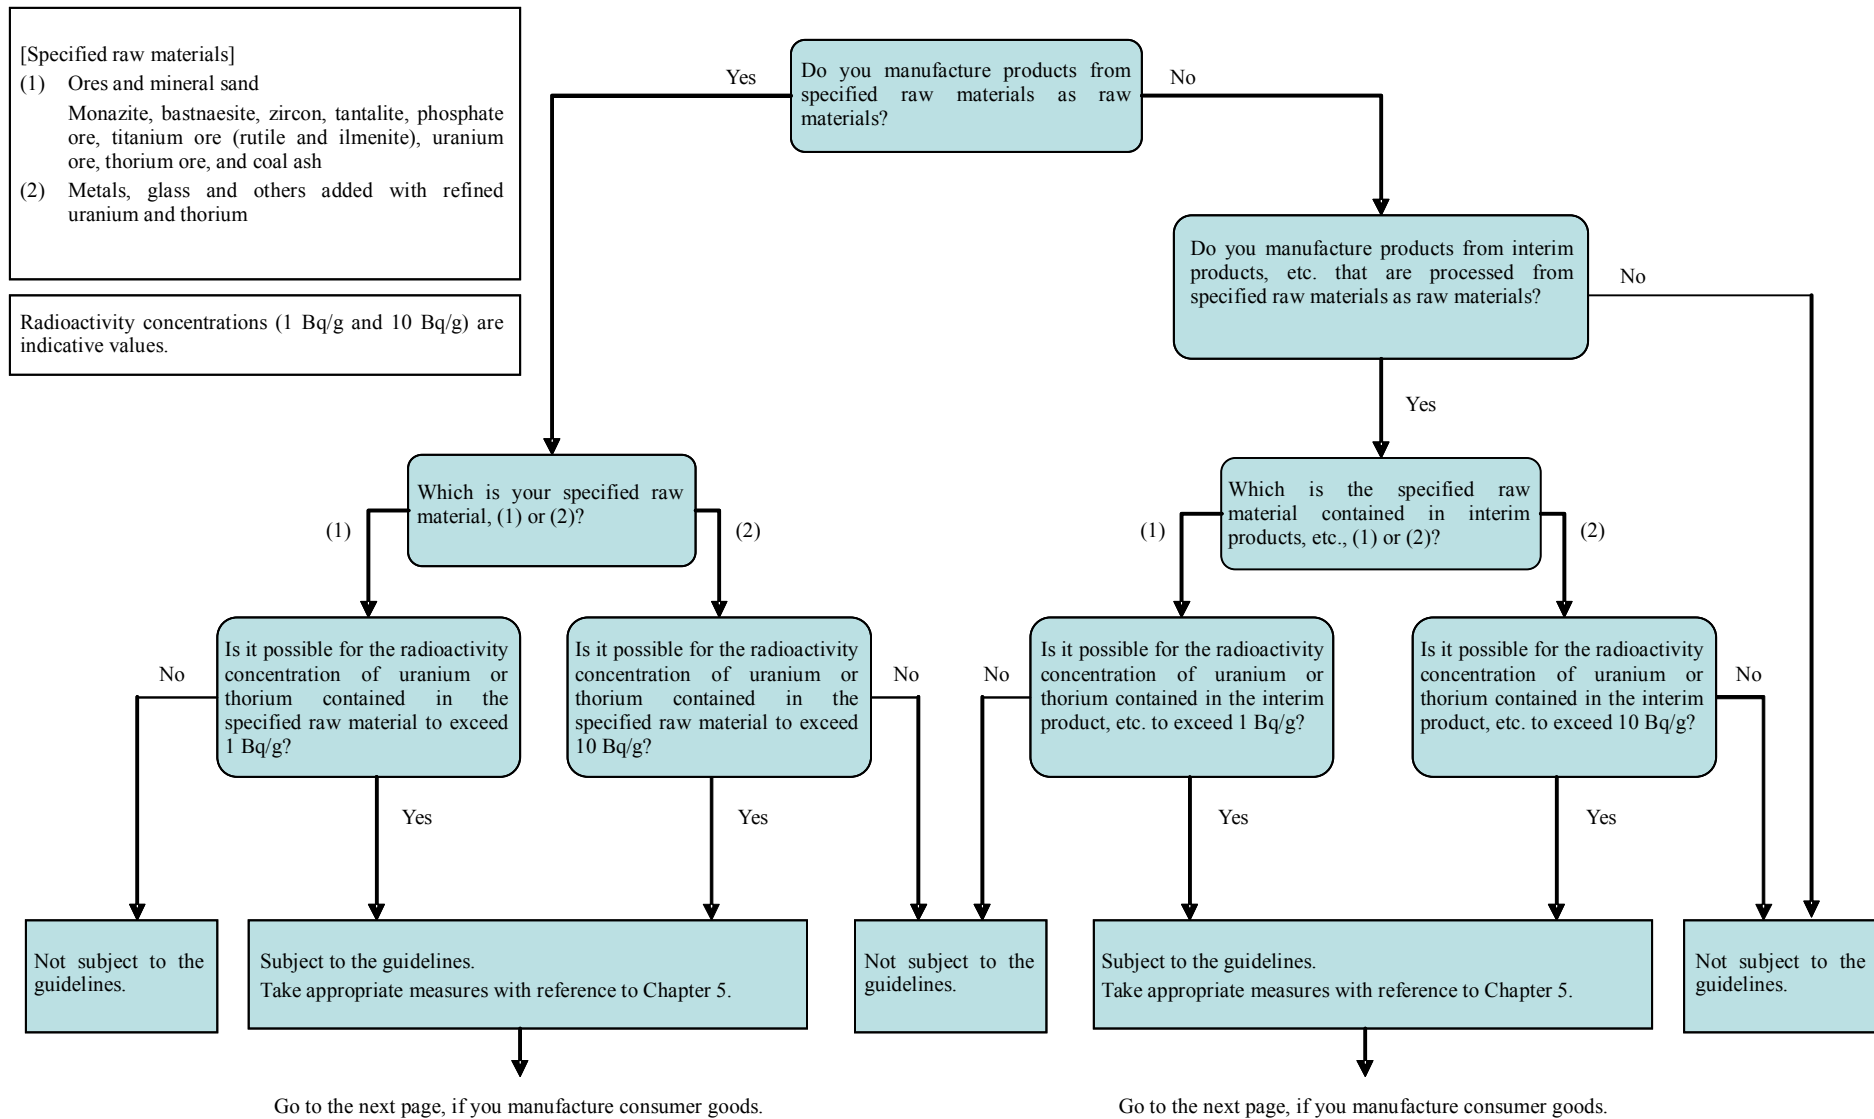 [Specified raw materials]
(1) Ores and mineral sand
Monazite, bastnaesite, zircon, tantalite, phosphate
ore, titanium ore (rutile and ilmenite), uranium
ore, thorium ore, and coal ash
(2) Metals, glass and others added with refined
uranium and thorium
Radioactivity concentrations (1 Bq/g and 10 Bq/g) are
indicative values.
Yes
Do you manufacture products from
specified raw materials as raw
materials?
No
Do you manufacture products from interim
products, etc. that are processed from
specified raw materials as raw materials?
No
Yes
Which is your specified raw
material, (1) or (2)?
(1)
(2)
Which is the specified raw
material contained in interim
products, etc., (1) or (2)?
(1)
(2)
No
Is it possible for the radioactivity
concentration of uranium or
thorium contained in the
specified raw material to exceed
1 Bq/g?
Yes
Is it possible for the radioactivity
concentration of uranium or
thorium contained in the
specified raw material to exceed
10 Bq/g?
No
Yes
No
Is it possible for the radioactivity
concentration of uranium or
thorium contained in the interim
product, etc. to exceed 1 Bq/g?
Yes
Is it possible for the radioactivity
concentration of uranium or
thorium contained in the interim
product, etc. to exceed 10 Bq/g?
No
Yes
Not subject to the
guidelines.
Subject to the guidelines.
Take appropriate measures with reference to Chapter 5.
Not subject to the
guidelines.
Subject to the guidelines.
Take appropriate measures with reference to Chapter 5.
Not subject to the
guidelines.
Go to the next page, if you manufacture consumer goods.
Go to the next page, if you manufacture consumer goods.